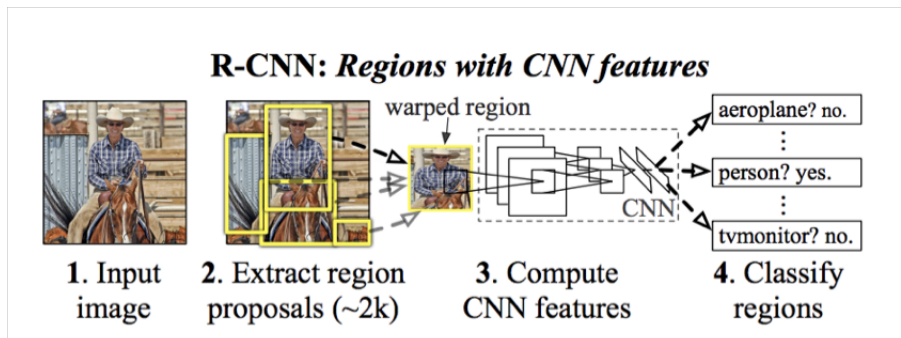 R-CNN: Regions with CNN features
warped region
aeroplane? no.
person? yes.
tvmonitor? no.
CNN
1. Input
image
2. Extract region
proposals (~2k)
3. Compute
CNN features
4. Classify
regions